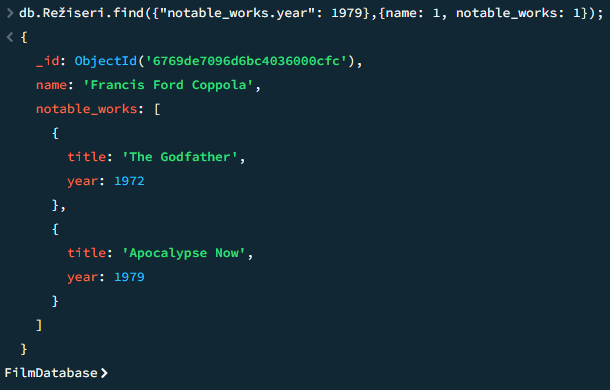 > db.Režiseri.find({"notable_works.year": 1979},{name: 1, notable_works: 1});
< {
    _id: ObjectId('6769de7096d6bc4036000cfc'),
    name: 'Francis Ford Coppola',
    notable_works: [
      {
        title: 'The Godfather',
        year: 1972
      },
      {
        title: 'Apocalypse Now',
        year: 1979
      }
    ]
  }
FilmDatabase>